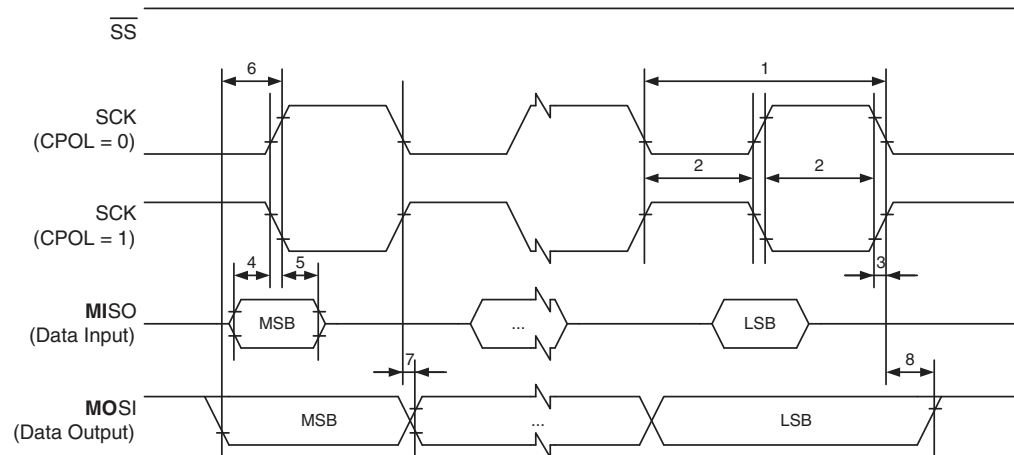 SS
6
1
SCK
(CPOL = 0)
2
2
SCK
(CPOL = 1)
4
5
3
MISO
(Data Input)
MSB
...
LSB
7
8
MOSI
(Data Output)
MSB
...
LSB